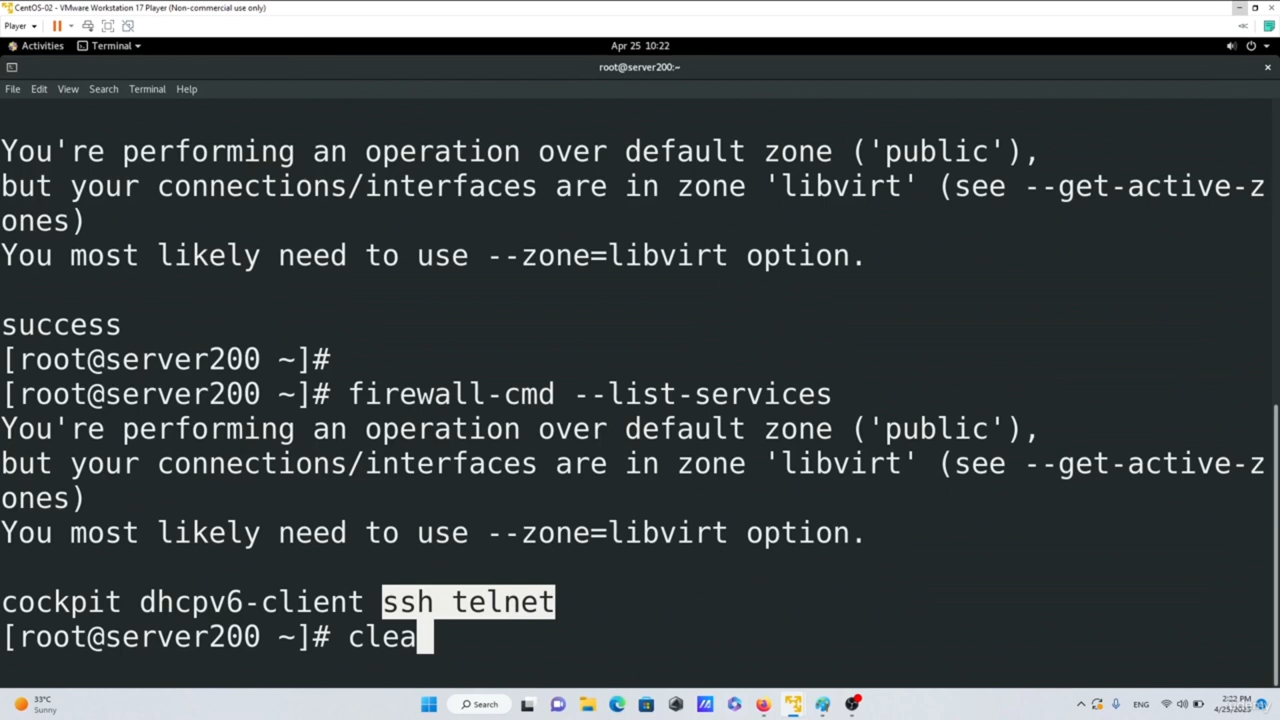 CentOS-02 - VMware Workstation 17 Player (Non-commercial use only)
Player
Activities Terminal Apr 25 10:22
root@server200:~
File Edit View Search Terminal Help
You're performing an operation over default zone ('public'),
but your connections/interfaces are in zone 'libvirt' (see --get-active-z
ones)
You most likely need to use --zone=libvirt option.
success
[root@server200 ~]#
[root@server200 ~]# firewall-cmd --list-services
You're performing an operation over default zone ('public'),
but your connections/interfaces are in zone 'libvirt' (see --get-active-z
ones)
You most likely need to use --zone=libvirt option.
cockpit dhcpv6-client ssh telnet
[root@server200 ~]# clea
33°C
Sunny
Search
ENG
2:22 PM